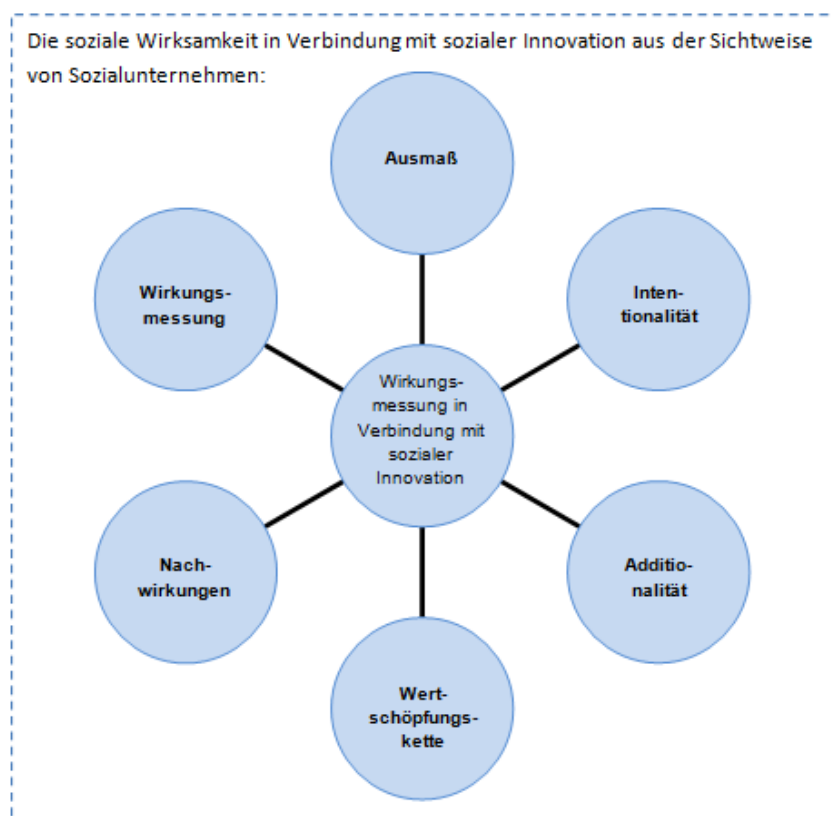 Die soziale Wirksamkeit in Verbindung mit sozialer Innovation aus der Sichtweise
von Sozialunternehmen:
Ausmaß
Wirkungs-
messung
Inten-
tionalität
Wirkungs-
messung in
Verbindung mit
sozialer
Innovation
Nach-
wirkungen
Additio-
nalität
Wert-
schöpfungs-
kette